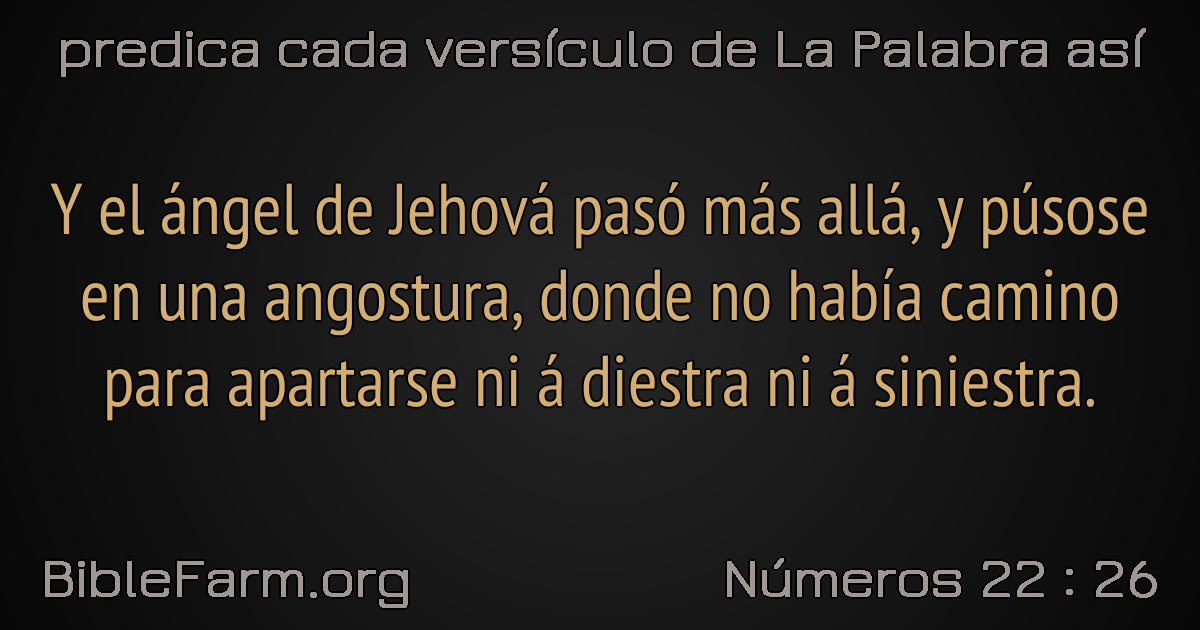 predica cada versículo de La Palabra así
Y el ángel de Jehová pasó más allá, y púsose
en una angostura, donde no había camino
para apartarse ni á diestra ni á siniestra.
BibleFarm.org
Números 22 : 26